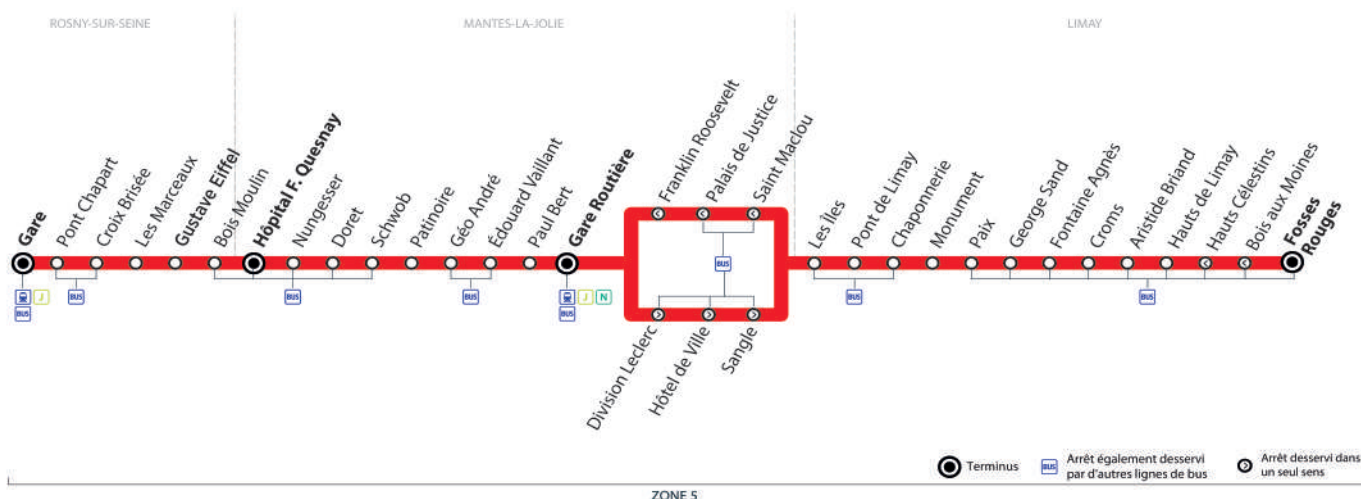 ROSNY-SUR-SEINE
MANTES-LA-JOLIE
LIMAY
Gare
Pont Chapart
Croix Brisée
Les Marceaux
Gustave Eiffel
Bois Moulin
Hôpital F. Quesnay
Nungesser
Doret
Schwob
Patinoire
Géo André
Édouard Vaillant
Paul Bert
Gare Routière
Franklin Roosevelt
Palais de Justice
Saint Maclou
Division Leclerc
Hôtel de Ville
Sangle
Les Îles
Pont de Limay
Chaponnerie
Monument
Paix
George Sand
Fontaine Agnès
Croms
Aristide Briand
Hauts de Limay
Hauts Célestins
Bois aux Moines
Fosses
Rouges
J
BUS
BUS
BUS
BUS
J
N
BUS
BUS
BUS
BUS
Terminus
BUS
Arrêt également desservi
par d'autres lignes de bus
Arrêt desservi dans
un seul sens
ZONE 5